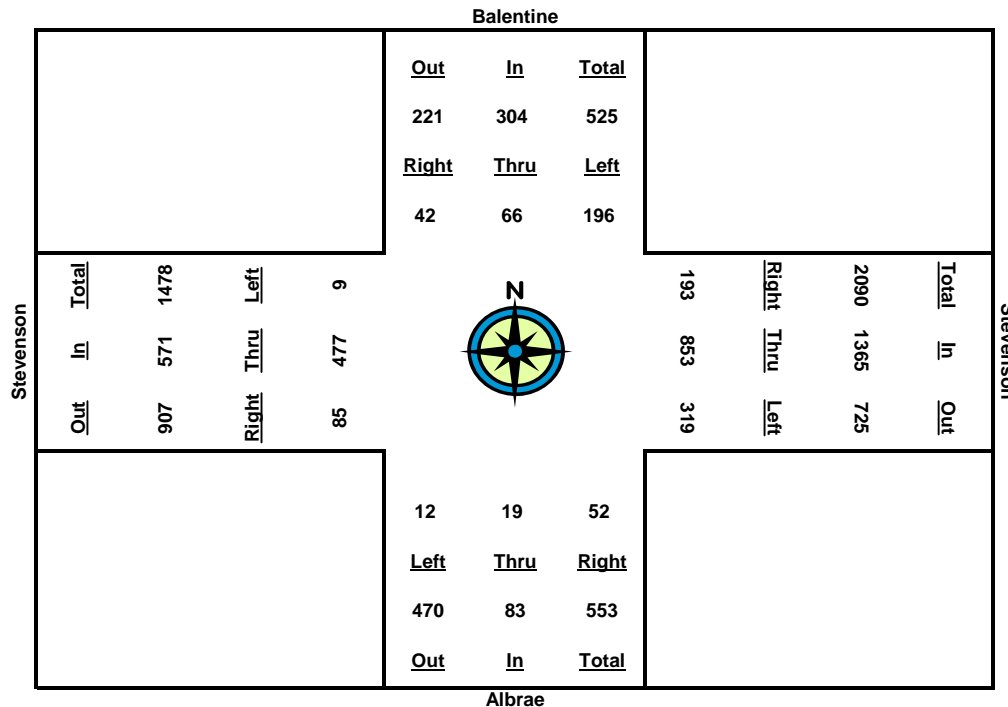 Balentine
Out In Total
221 304 525
Right Thru Left
42 66 196
Stevenson
Total 1478 Left 9
In 571 Thru 477
Out 907 Right 85
N
193 Right 2090 Total
853 Thru 1365 In
319 Left 725 Out
Stevenson
12 19 52
Left Thru Right
470 83 553
Out In Total
Albrae